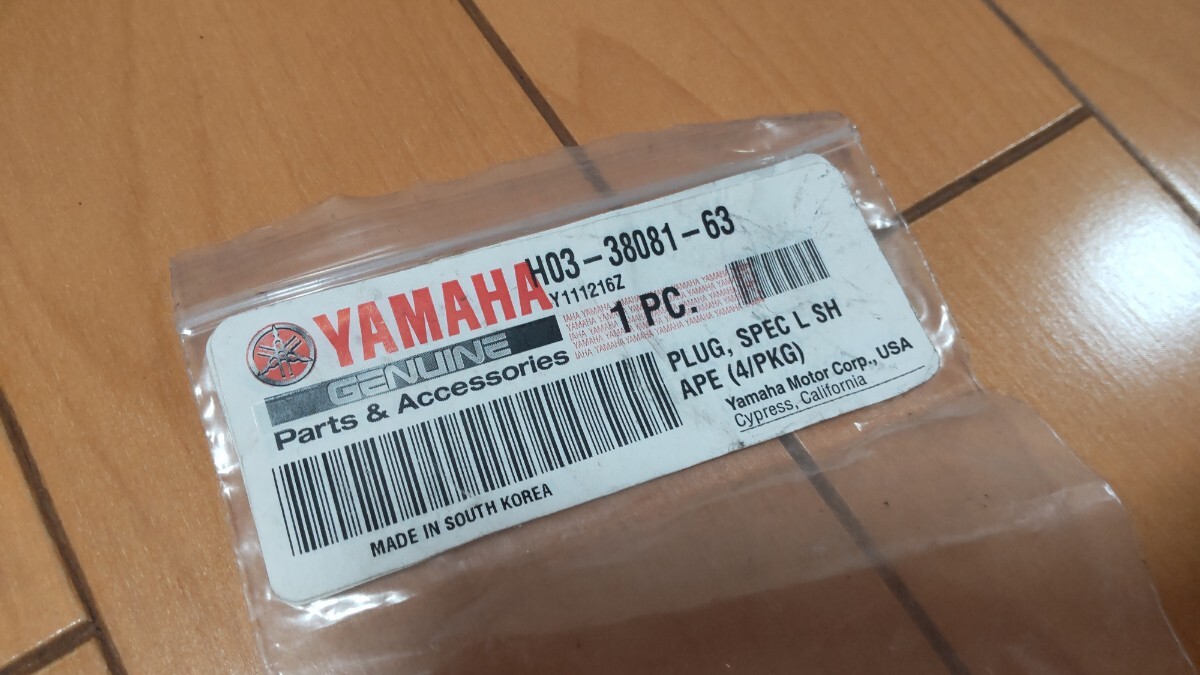 H03-38081-63
YAMAHA
Y111216Z
GENUINE
1 PC.
Parts & Accessories
PLUG, SPEC L SH
APE (4/PKG)
Yamaha Motor Corp., USA
Cypress, California
MADE IN SOUTH KOREA